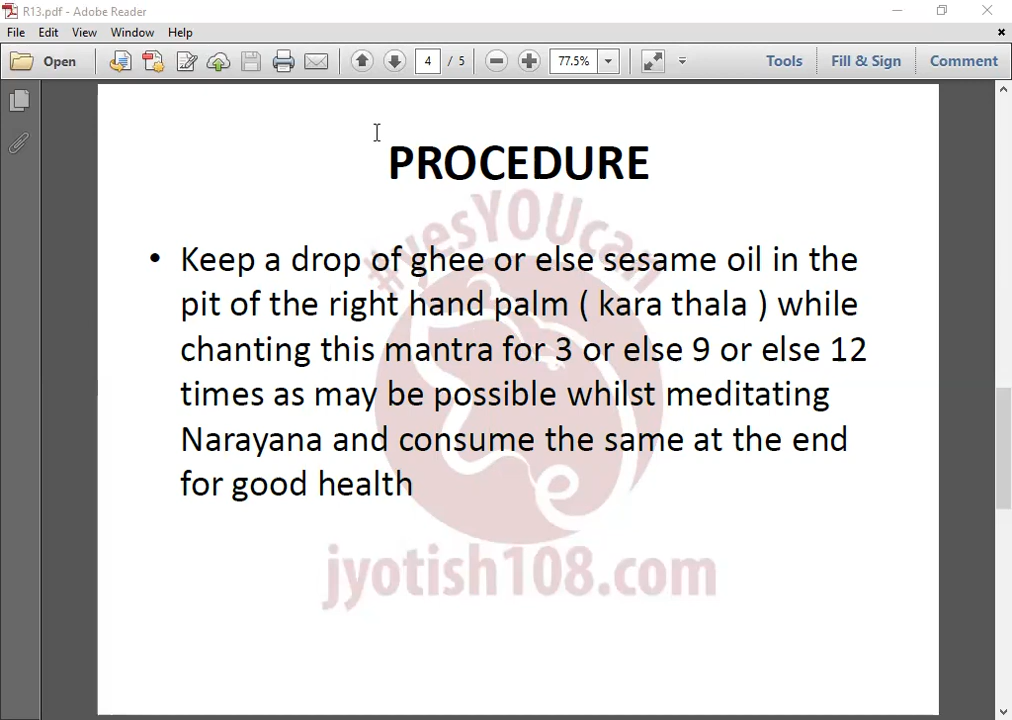 R13.pdf - Adobe Reader
File Edit View Window Help
Open 4 / 5 77.5% Tools Fill & Sign Comment
PROCEDURE
#yesYOUcan
• Keep a drop of ghee or else sesame oil in the
pit of the right hand palm ( kara thala ) while
chanting this mantra for 3 or else 9 or else 12
times as may be possible whilst meditating
Narayana and consume the same at the end
for good health
jyotish108.com